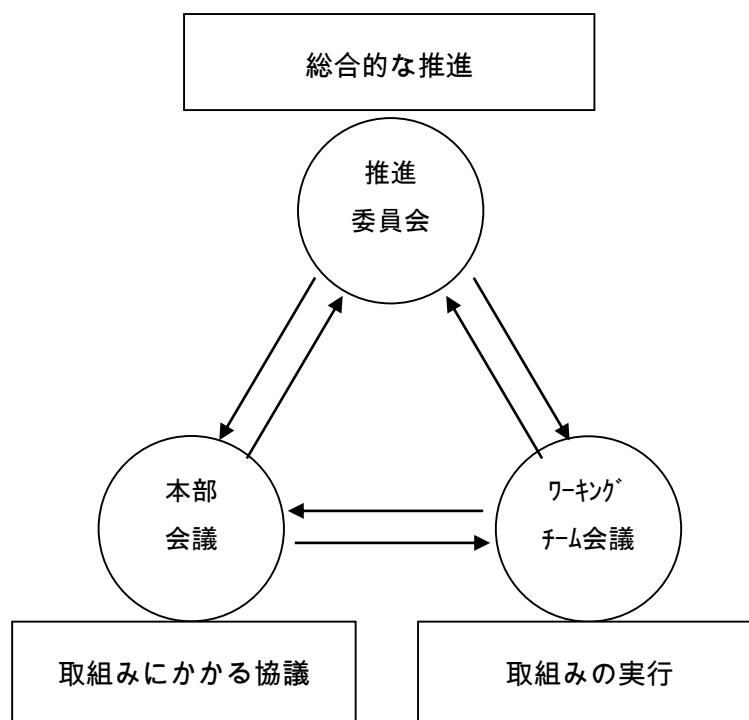 総合的な推進
推進
委員会
本部
会議
ﾜｰｷﾝｸﾞ
ﾁｰﾑ会議
取組みにかかる協議
取組みの実行